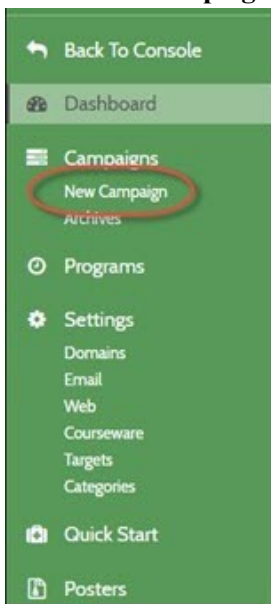 Back To Console
Dashboard
Campaigns
New Campaign
Archives
Programs
Settings
Domains
Email
Web
Courseware
Targets
Categories
Quick Start
Posters